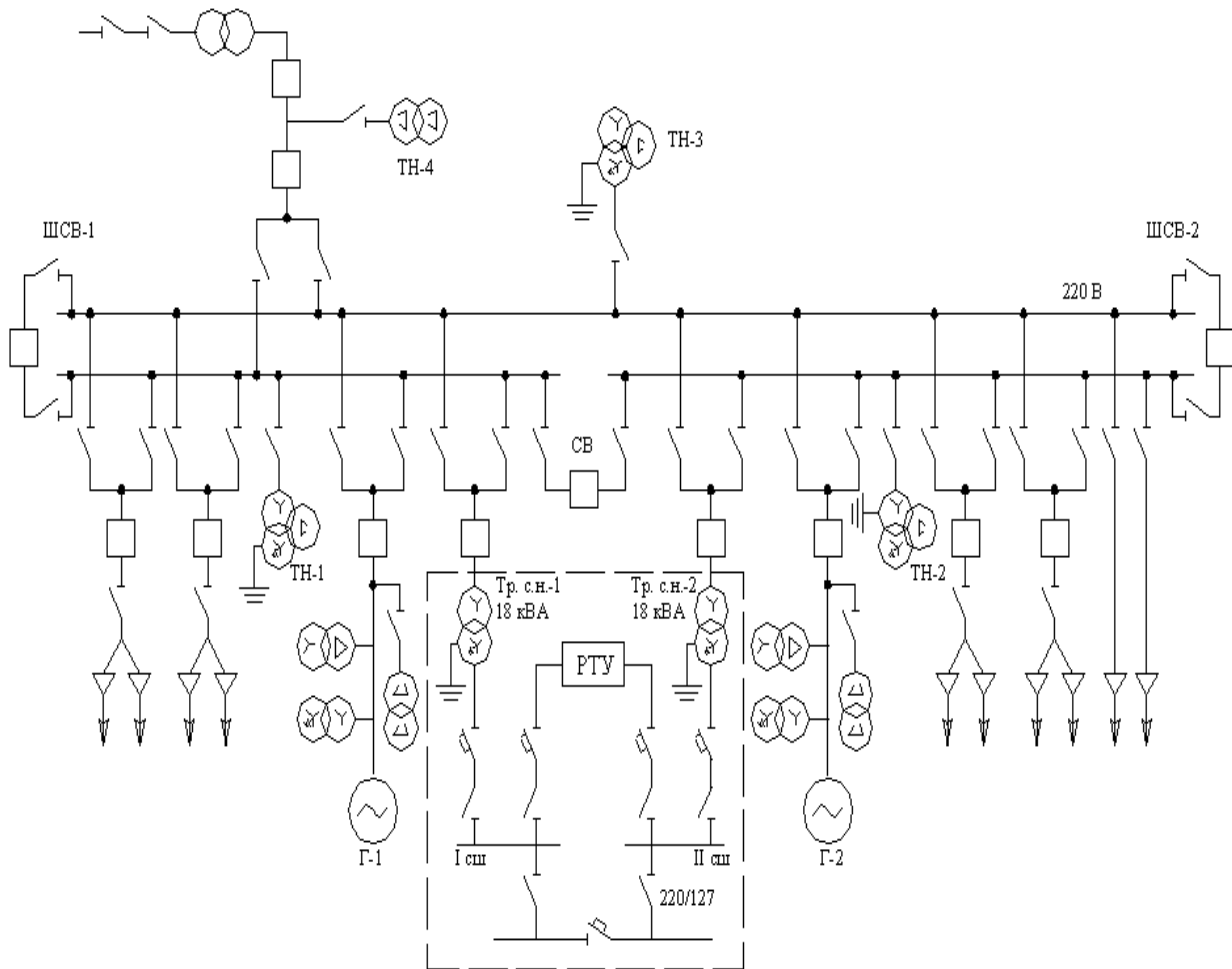 ТН-4
ТН-3
ШСВ-1
ШСВ-2
220 В
СВ
ТН-1
ТН-2
Тр. с.н.-1
18 кВА
Тр. с.н.-2
18 кВА
РТУ
Г-1
I сш
II сш
Г-2
220/127